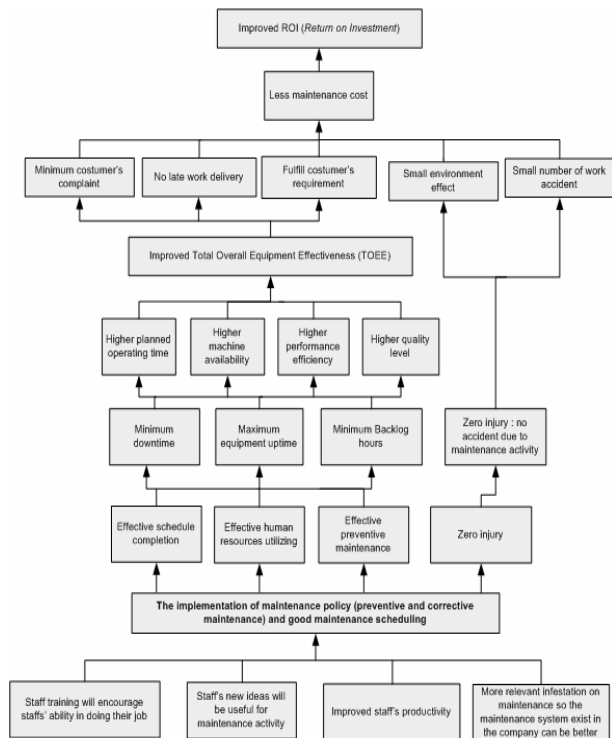 Improved ROI (Return on Investment)
Less maintenance cost
Minimum costumer's
complaint
No late work delivery
Fulfill costumer's
requirement
Small environment
effect
Small number of work
accident
Improved Total Overall Equipment Effectiveness (TOEE)
Higher planned
operating time
Higher
machine
availability
Higher
performance
efficiency
Higher quality
level
Minimum
downtime
Maximum
equipment uptime
Minimum Backlog
hours
Zero injury : no
accident due to
maintenance activity
Effective schedule
completion
Effective human
resources utilizing
Effective
preventive
maintenance
Zero injury
The implementation of maintenance policy (preventive and corrective
maintenance) and good maintenance scheduling
Staff training will encourage
staffs' ability in doing their job
Staff's new ideas will
be useful for
maintenance activity
Improved staff's productivity
More relevant infestation on
maintenance so the
maintenance system exist in
the company can be better